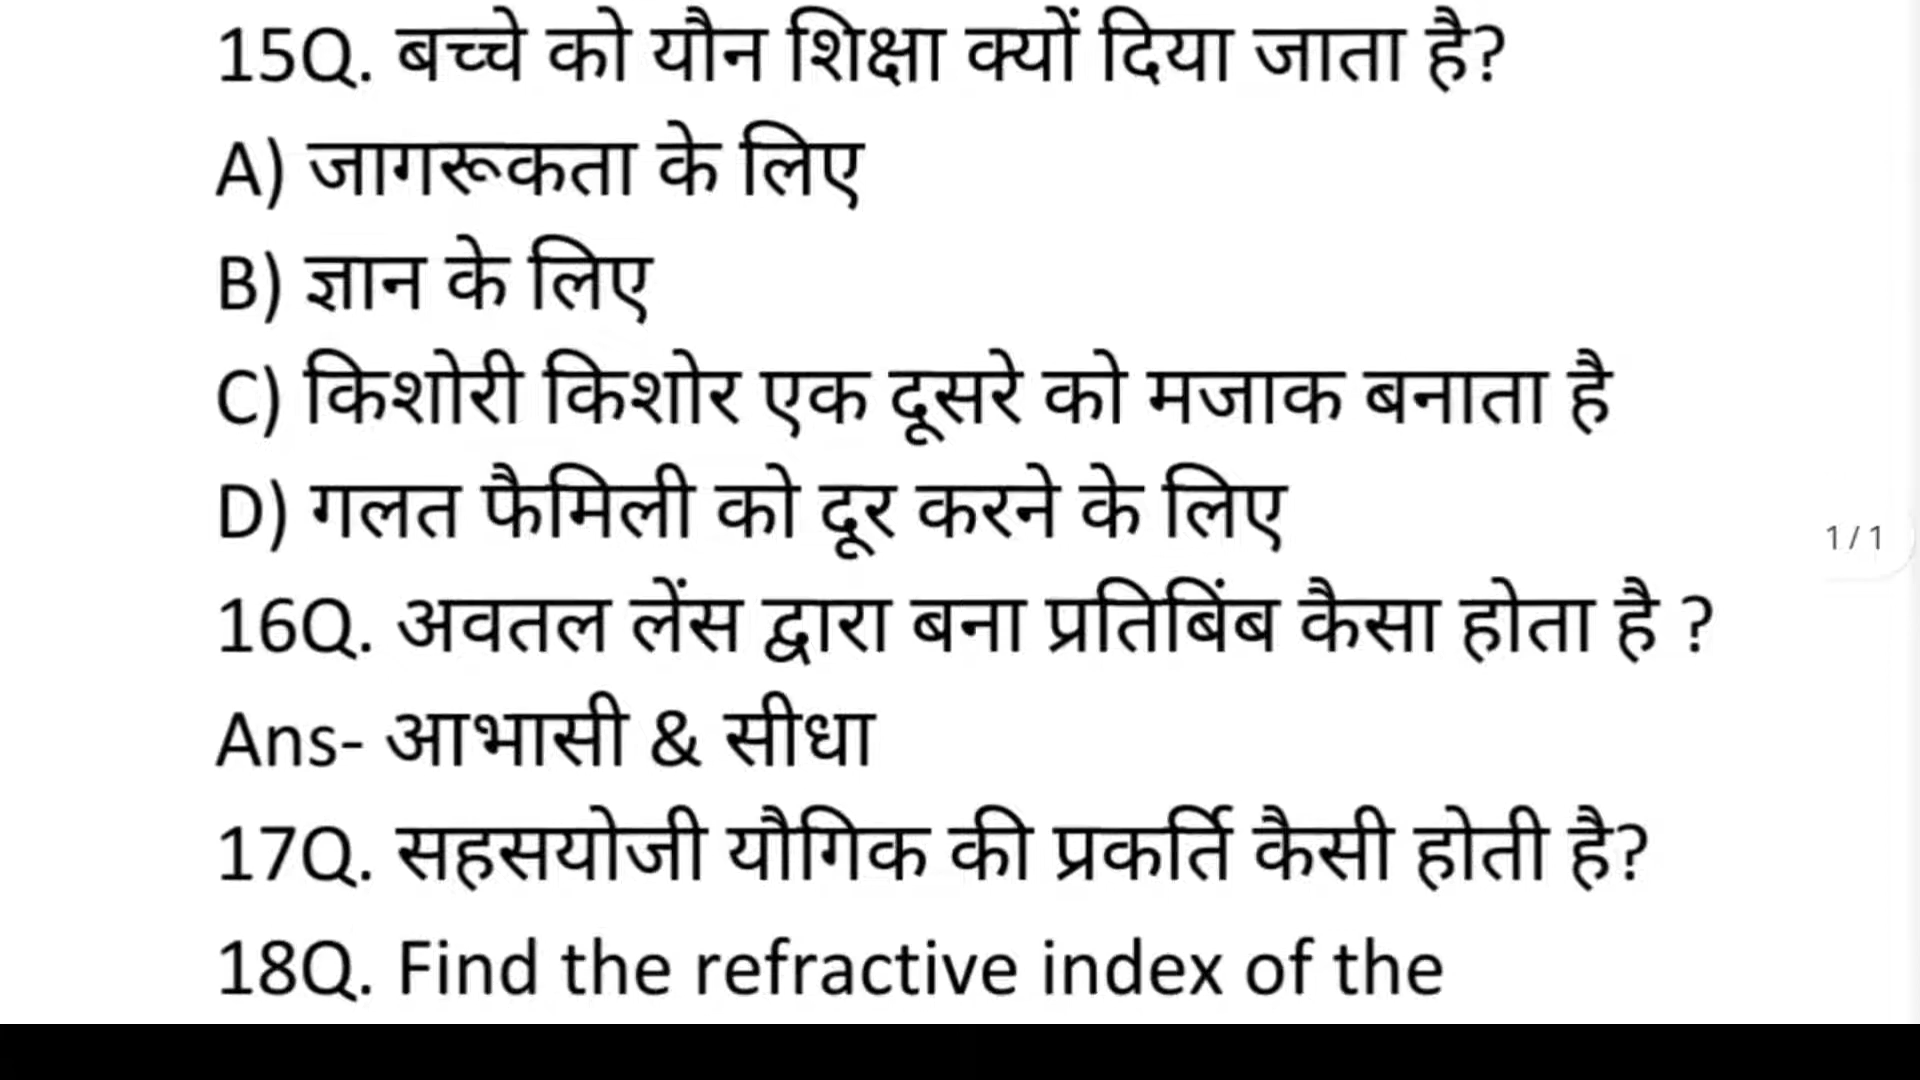 15Q. बच्चे को यौन शिक्षा क्यों दिया जाता है?
A) जागरूकता के लिए
B) ज्ञान के लिए
C) किशोरी किशोर एक दूसरे को मजाक बनाता है
D) गलत फैमिली को दूर करने के लिए
1 / 1
16Q. अवतल लेंस द्वारा बना प्रतिबिंब कैसा होता है ?
Ans- आभासी & सीधा
17Q. सहसयोजी यौगिक की प्रकर्ति कैसी होती है?
18Q. Find the refractive index of the